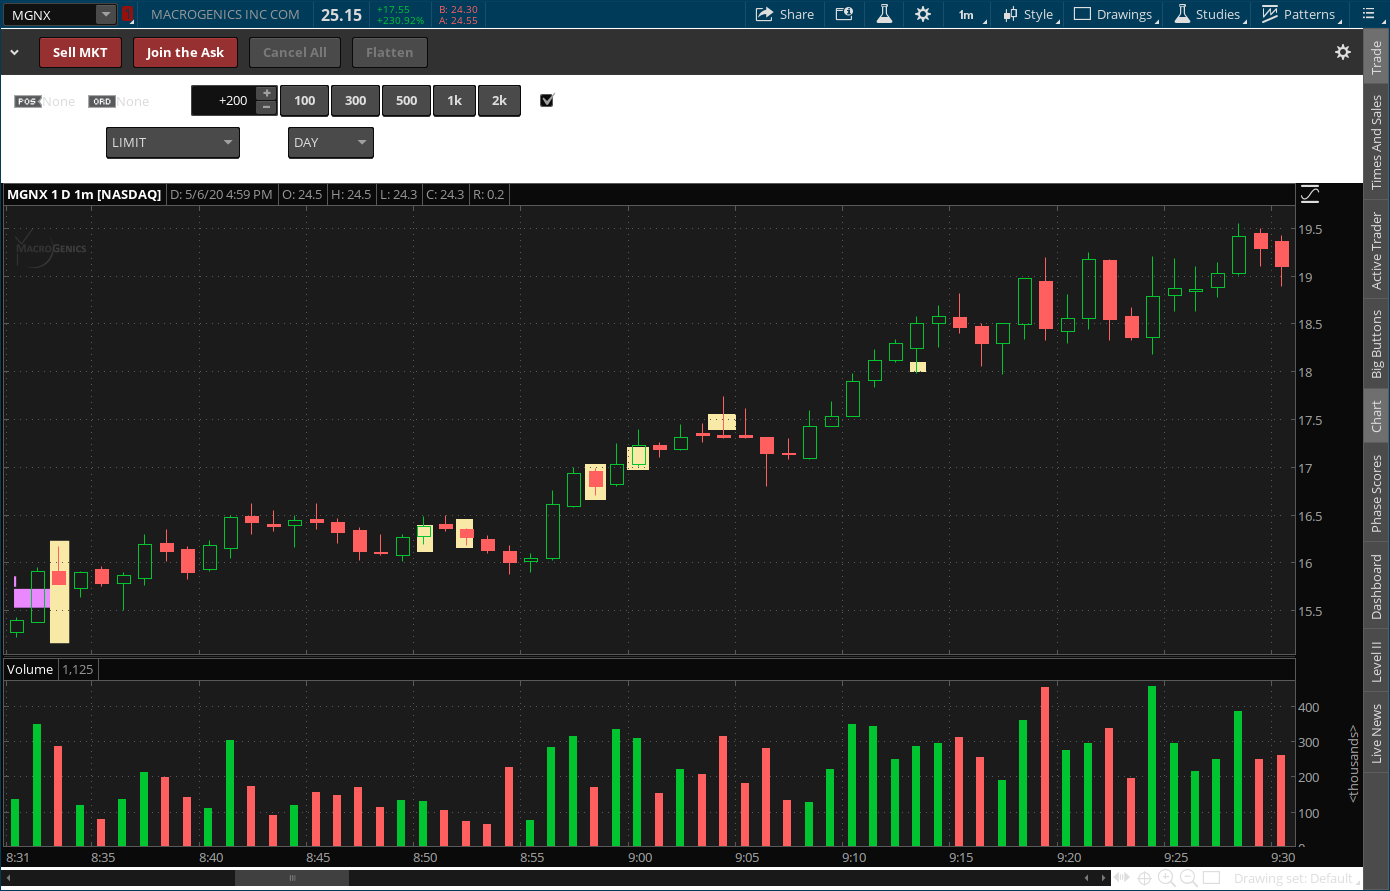 MGNX 1 MACROGENICS INC COM 25.15 +17.55 B: 24.30 Share 1m Style Drawings Studies Patterns
+230.92% A: 24.55
Sell MKT Join the Ask Cancel All Flatten
POS None ORD None +200 100 300 500 1k 2k
LIMIT DAY
MGNX 1 D 1m [NASDAQ] D: 5/6/20 4:59 PM O: 24.5 H: 24.5 L: 24.3 C: 24.3 R: 0.2
MACROGENICS
19.5
19
18.5
18
17.5
17
16.5
16
15.5
Volume 1,125
400
300
200
100
0
<thousands>
8:31 8:35 8:40 8:45 8:50 8:55 9:00 9:05 9:10 9:15 9:20 9:25 9:30
Drawing set: Default
Trade
Times And Sales
Active Trader
Big Buttons
Chart
Phase Scores
Dashboard
Level II
Live News